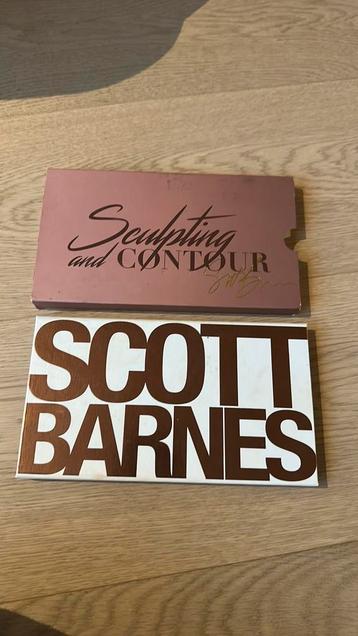 Sculpting
and CONTOUR
SCOTT
BARNES